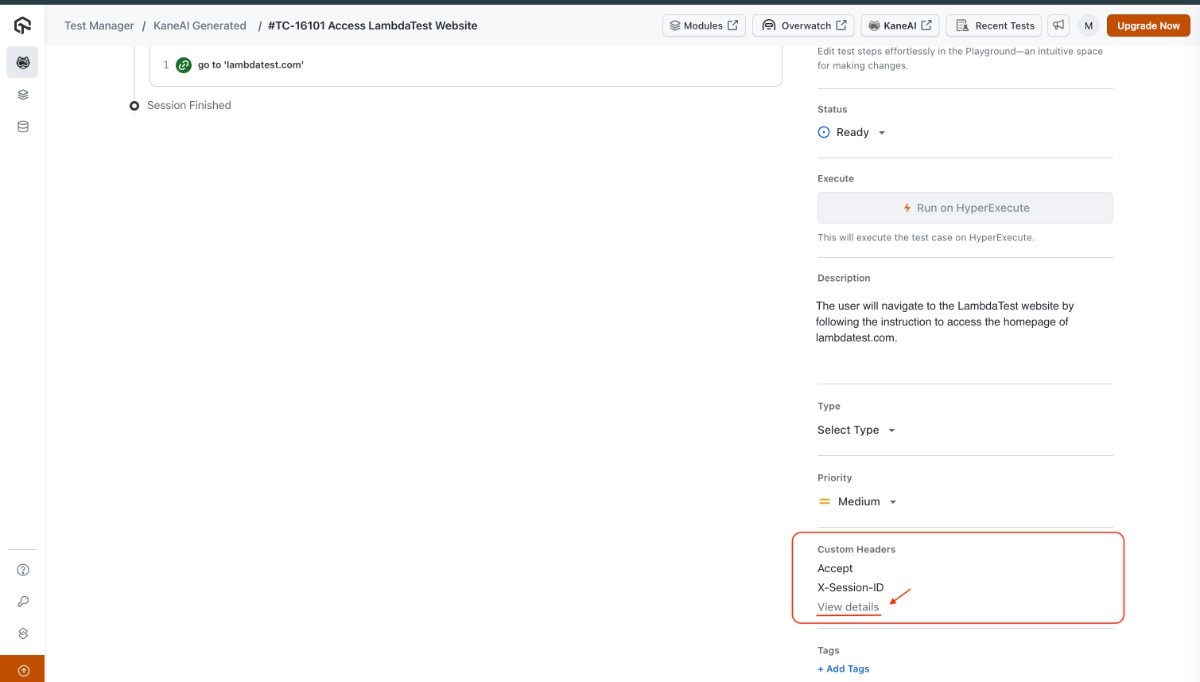 Test Manager / KaneAI Generated / #TC-16101 Access LambdaTest Website
Modules
Overwatch
KaneAI
Recent Tests
M
Upgrade Now
1 go to 'lambdatest.com'
Session Finished
Edit test steps effortlessly in the Playground—an intuitive space
for making changes.
Status
Ready
Execute
Run on HyperExecute
This will execute the test case on HyperExecute.
Description
The user will navigate to the LambdaTest website by
following the instruction to access the homepage of
lambdatest.com.
Type
Select Type
Priority
Medium
Custom Headers
Accept
X-Session-ID
View details
Tags
+ Add Tags